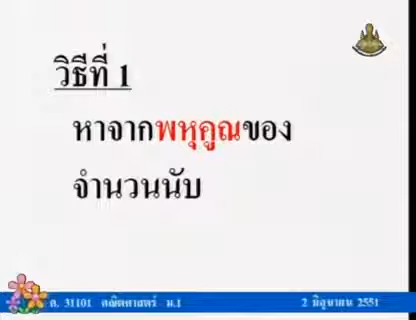 วิธีที่ 1
หาจากพหุคูณของ
จำนวนนับ
ค. 31101 คณิตศาสตร์ ม.1
2 มิถุนายน 2551